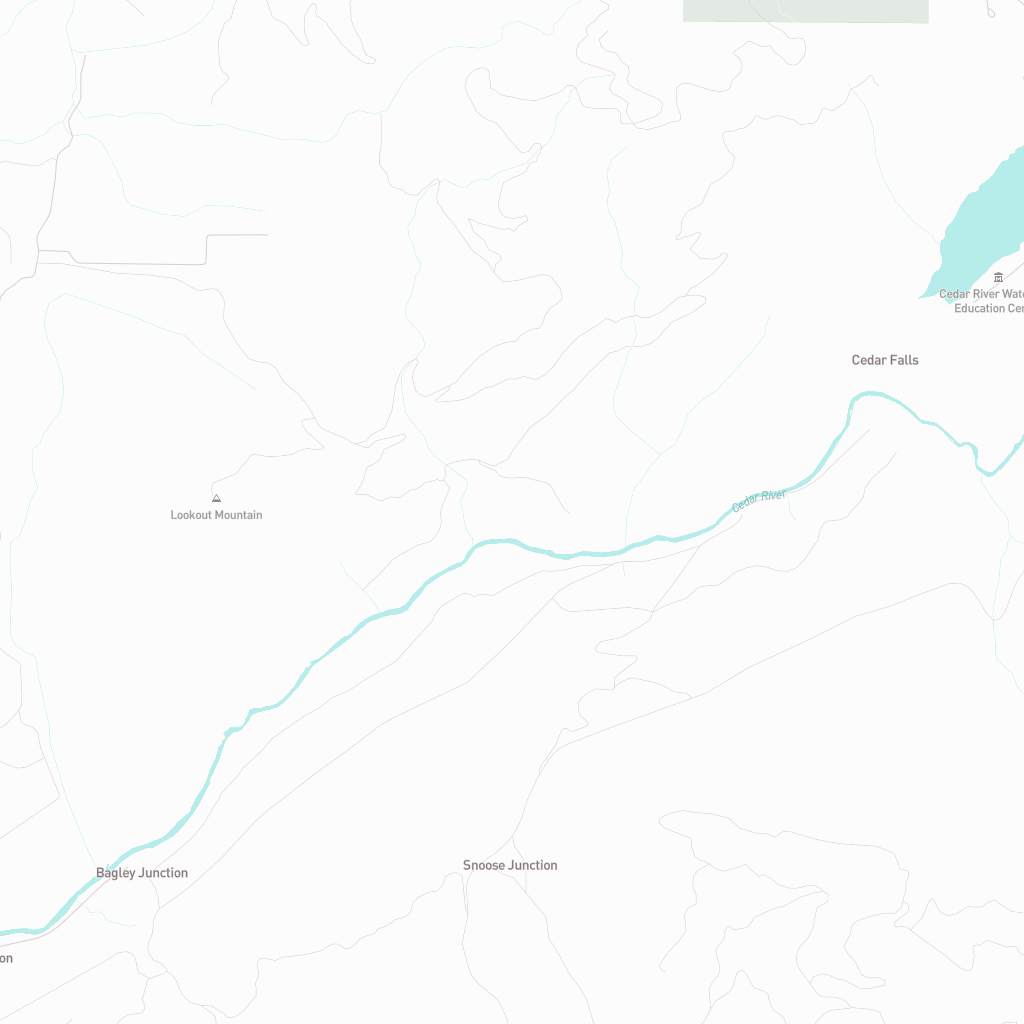 Cedar River Wate
Education Cen
Cedar Falls
Cedar River
Lookout Mountain
Snoose Junction
Bagley Junction
on